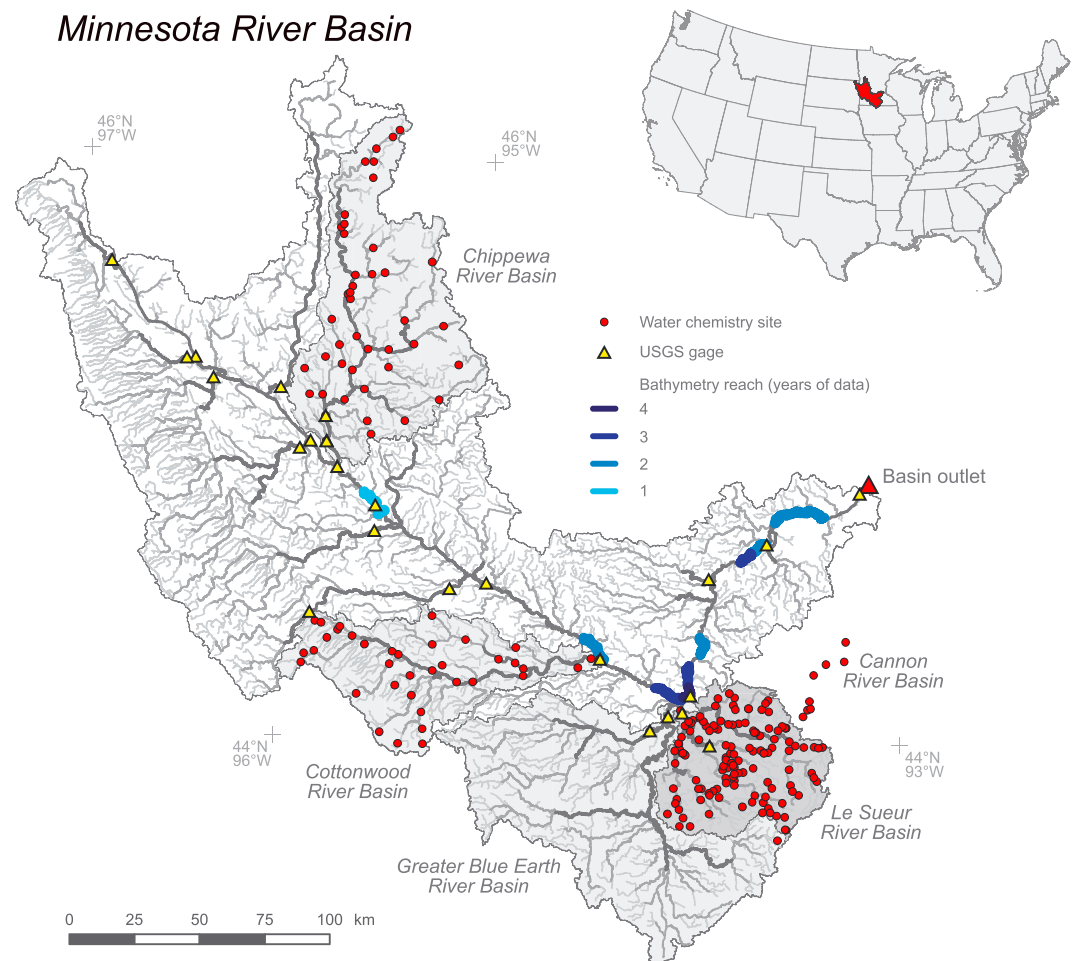 Minnesota River Basin
46°N
97°W
46°N
95°W
Chippewa
River Basin
Water chemistry site
USGS gage
Bathymetry reach (years of data)
4
3
2
1
Basin outlet
Cannon
River Basin
44°N
96°W
44°N
93°W
Cottonwood
River Basin
Le Sueur
River Basin
Greater Blue Earth
River Basin
0 25 50 75 100 km